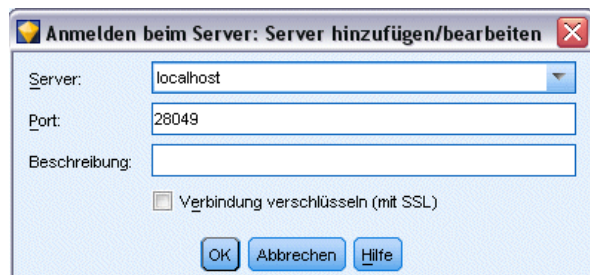 Anmelden beim Server: Server hinzufügen/bearbeiten
Server: localhost
Port: 28049
Beschreibung:
Verbindung verschlüsseln (mit SSL)
OK Abbrechen Hilfe